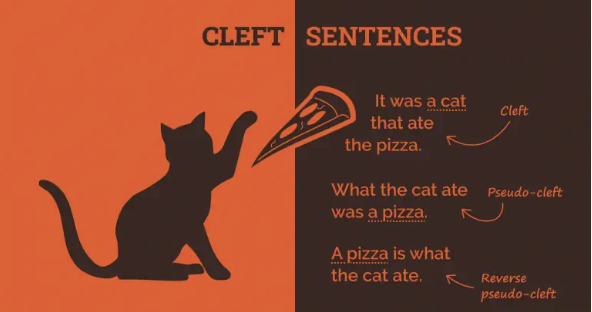 CLEFT SENTENCES
It was a cat
that ate
the pizza.
Cleft
What the cat ate
was a pizza.
Pseudo-cleft
A pizza is what
the cat ate.
Reverse
pseudo-cleft